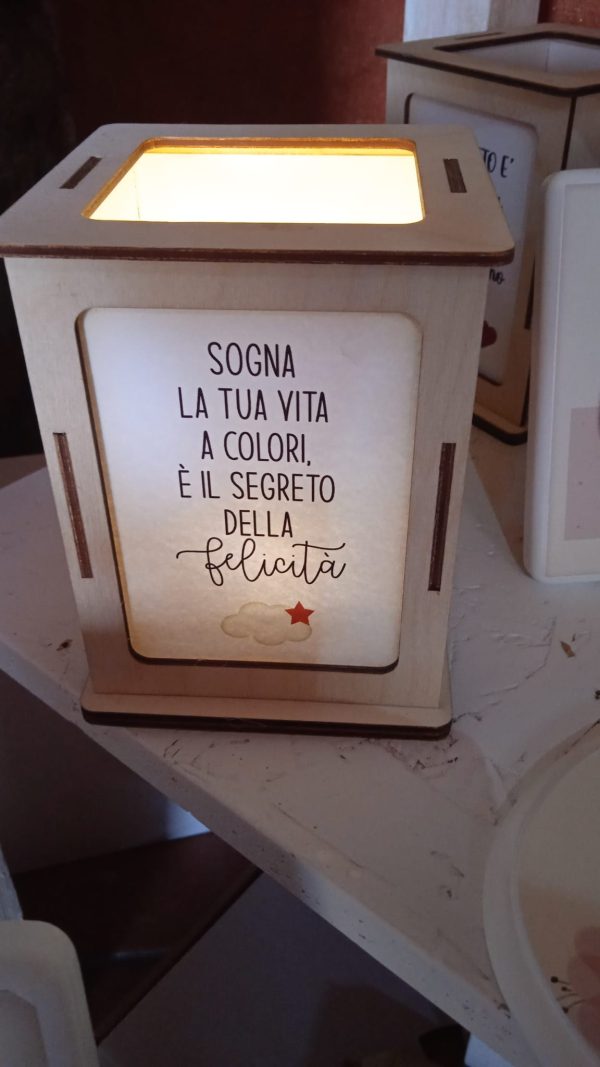 SOGNA
LA TUA VITA
A COLORI,
È IL SEGRETO
DELLA
felicità